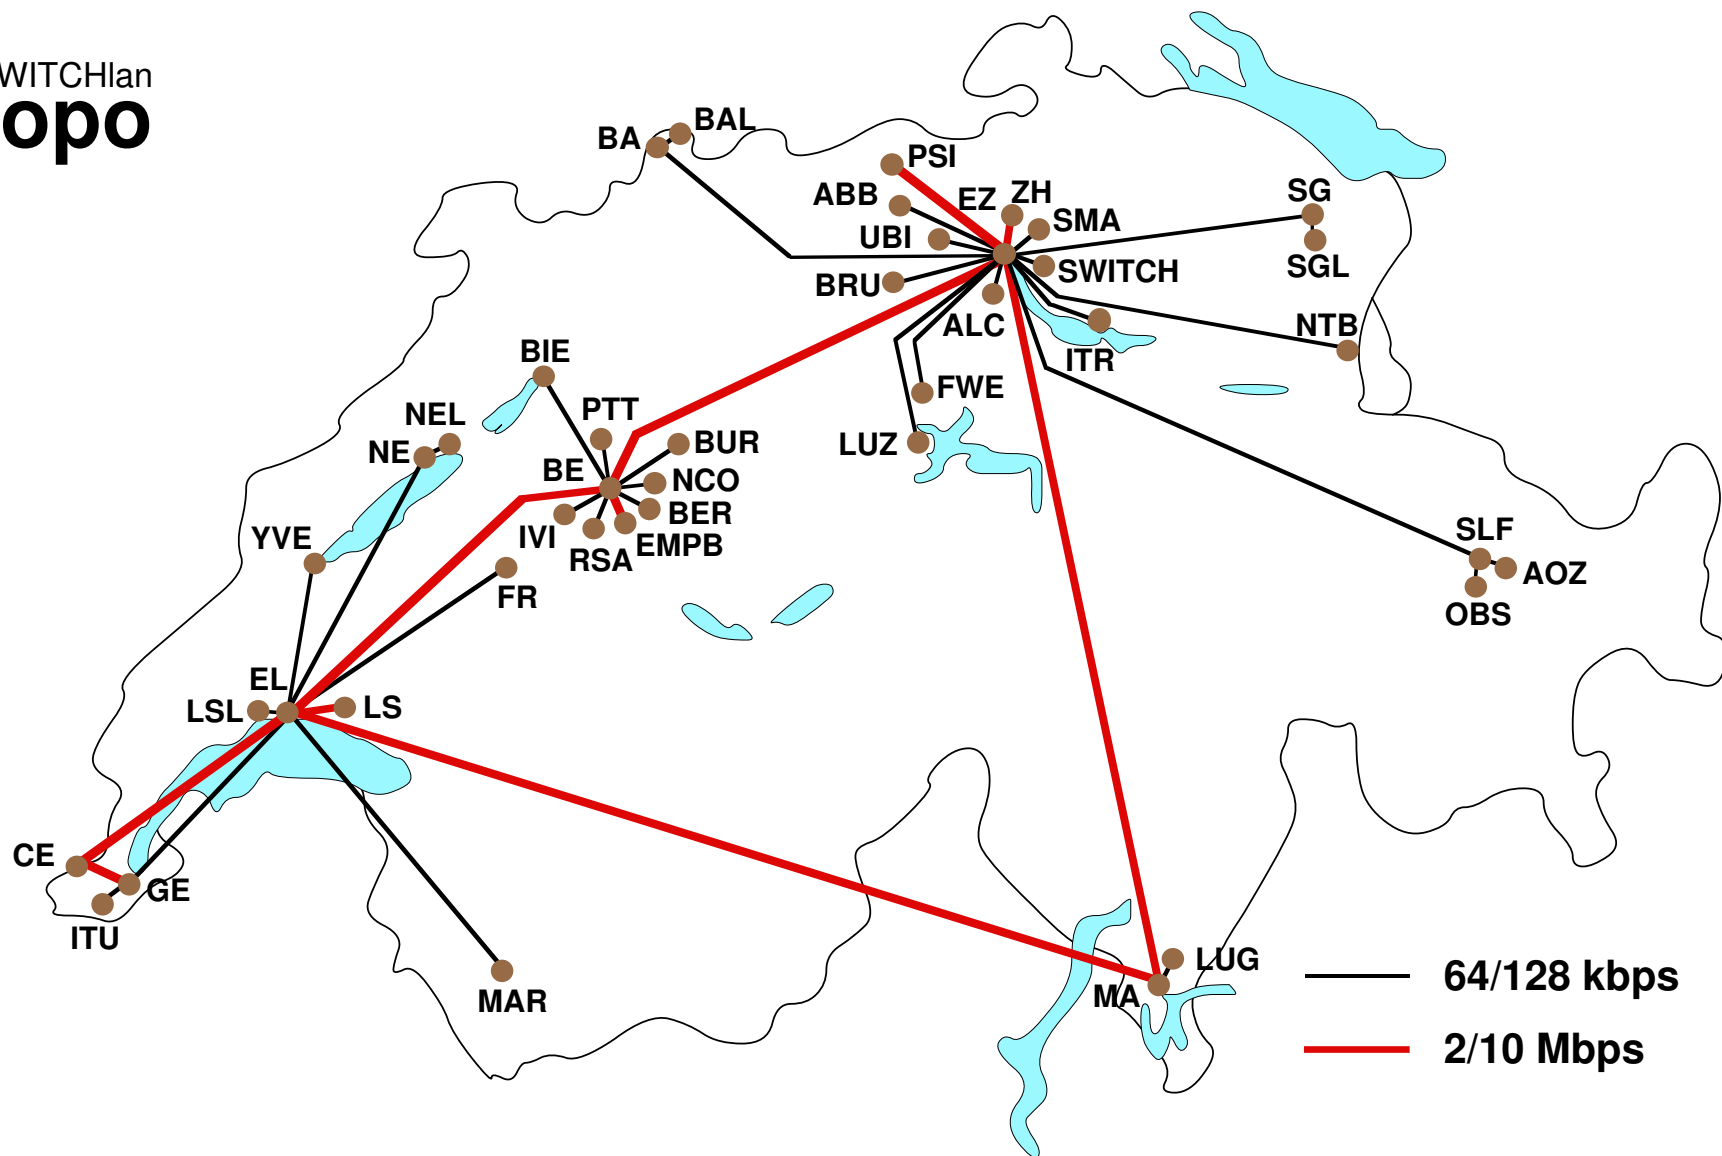 WITCHlan
opo
BA
BAL
PSI
ABB
EZ
ZH
SMA
SG
UBI
SWITCH
SGL
BRU
ALC
NTB
ITR
BIE
FWE
PTT
NEL
BUR
LUZ
NE
BE
NCO
BER
IVI
EMPB
RSA
YVE
SLF
AOZ
OBS
FR
EL
LSL
LS
CE
GE
ITU
MAR
LUG
MA
64/128 kbps
2/10 Mbps